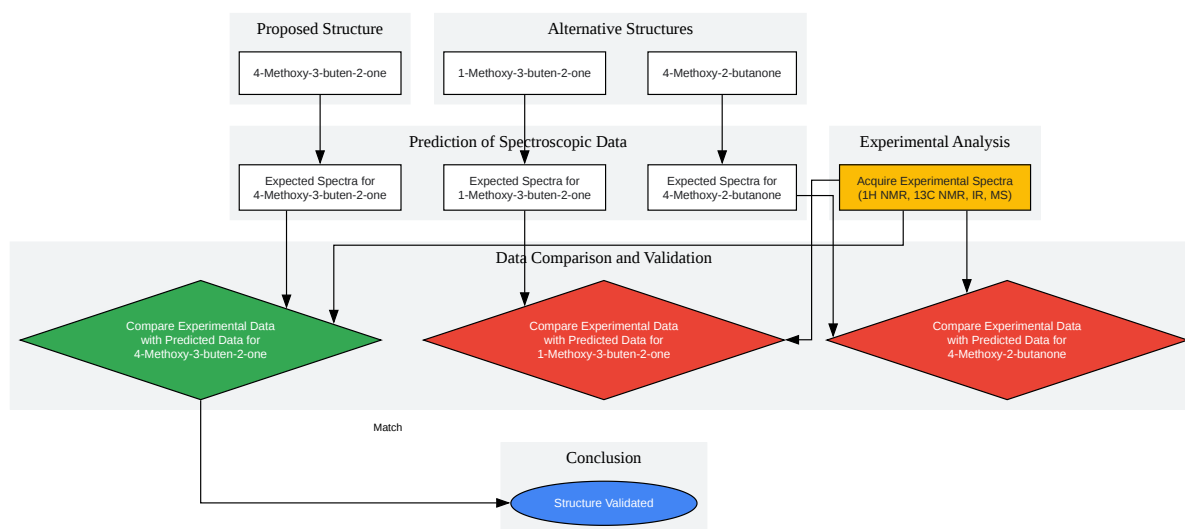 Proposed Structure
Alternative Structures
4-Methoxy-3-buten-2-one
1-Methoxy-3-buten-2-one
4-Methoxy-2-butanone
Prediction of Spectroscopic Data
Experimental Analysis
Expected Spectra for
4-Methoxy-3-buten-2-one
Expected Spectra for
1-Methoxy-3-buten-2-one
Expected Spectra for
4-Methoxy-2-butanone
Acquire Experimental Spectra
(1H NMR, 13C NMR, IR, MS)
Data Comparison and Validation
Compare Experimental Data
with Predicted Data for
4-Methoxy-3-buten-2-one
Compare Experimental Data
with Predicted Data for
1-Methoxy-3-buten-2-one
Compare Experimental Data
with Predicted Data for
4-Methoxy-2-butanone
Match
Conclusion
Structure Validated